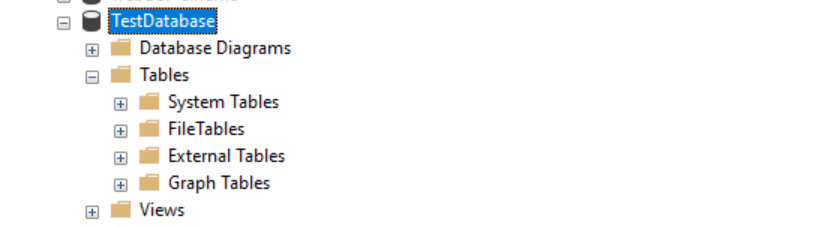 TestDatabase
Database Diagrams
Tables
System Tables
FileTables
External Tables
Graph Tables
Views